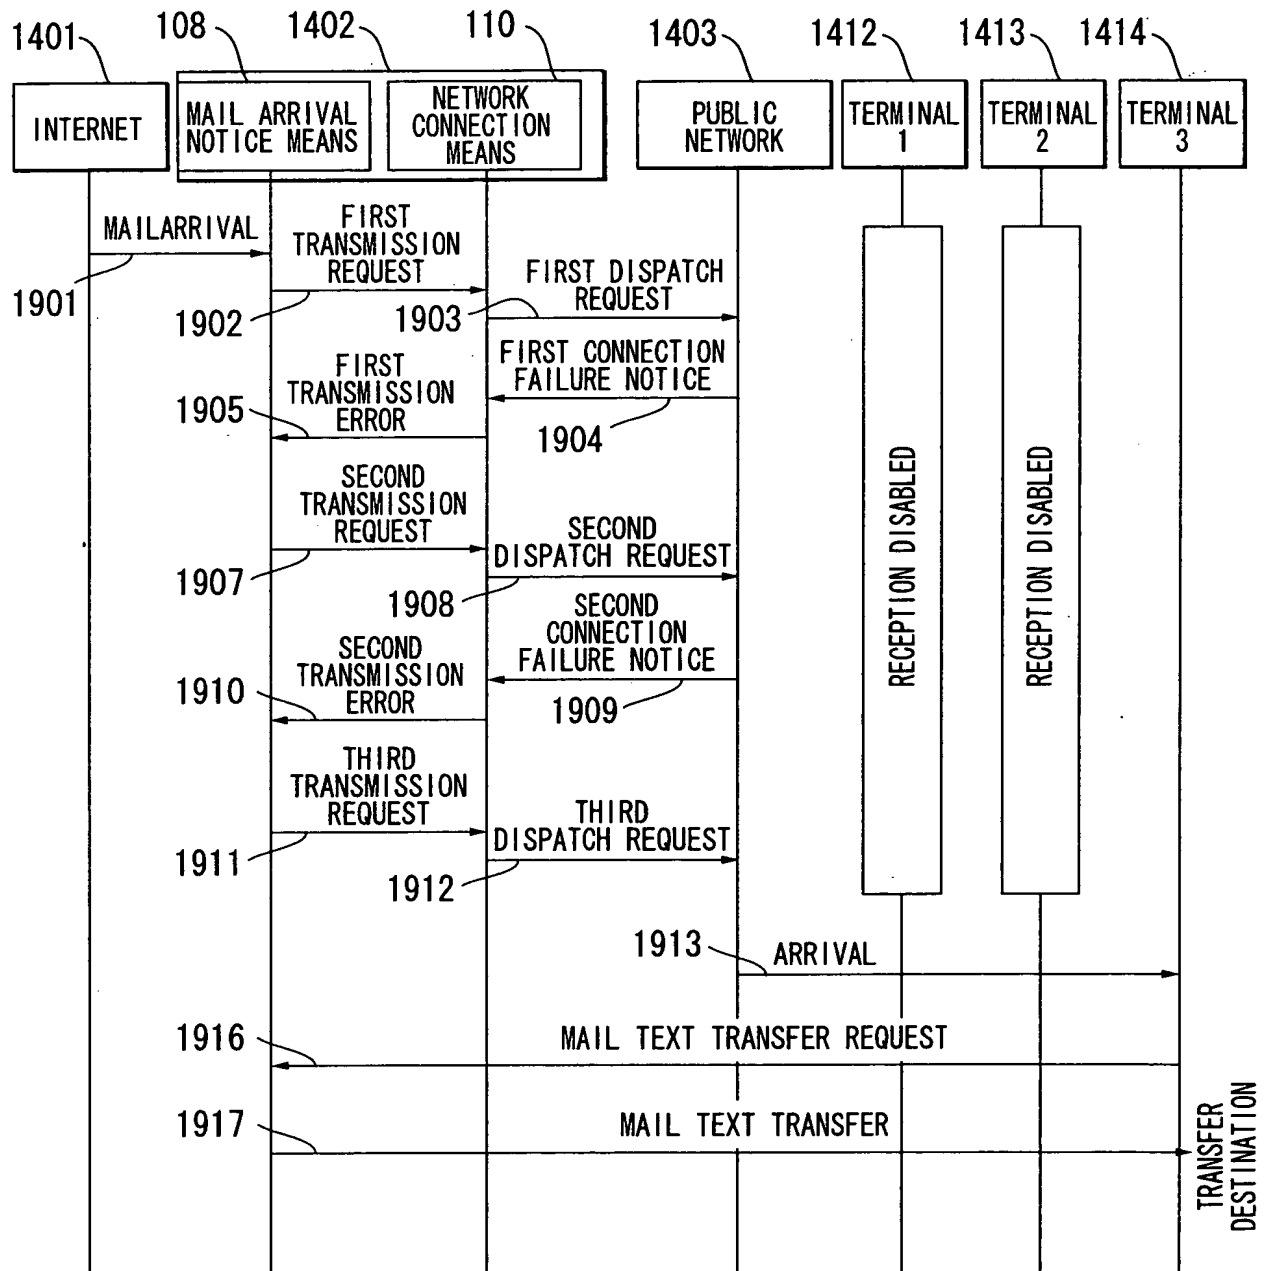 1401
108
1402
110
1403
1412
1413
1414
INTERNET
MAIL ARRIVAL
NOTICE MEANS
NETWORK
CONNECTION
MEANS
PUBLIC
NETWORK
TERMINAL
1
TERMINAL
2
TERMINAL
3
MAILARRIVAL
1901
FIRST
TRANSMISSION
REQUEST
1902
FIRST DISPATCH
REQUEST
1903
FIRST CONNECTION
FAILURE NOTICE
1904
FIRST
TRANSMISSION
ERROR
1905
SECOND
TRANSMISSION
REQUEST
1907
SECOND
DISPATCH REQUEST
1908
SECOND
CONNECTION
FAILURE NOTICE
1909
SECOND
TRANSMISSION
ERROR
1910
THIRD
TRANSMISSION
REQUEST
1911
THIRD
DISPATCH REQUEST
1912
RECEPTION DISABLED
RECEPTION DISABLED
1913
ARRIVAL
1916
MAIL TEXT TRANSFER REQUEST
1917
MAIL TEXT TRANSFER
TRANSFER
DESTINATION